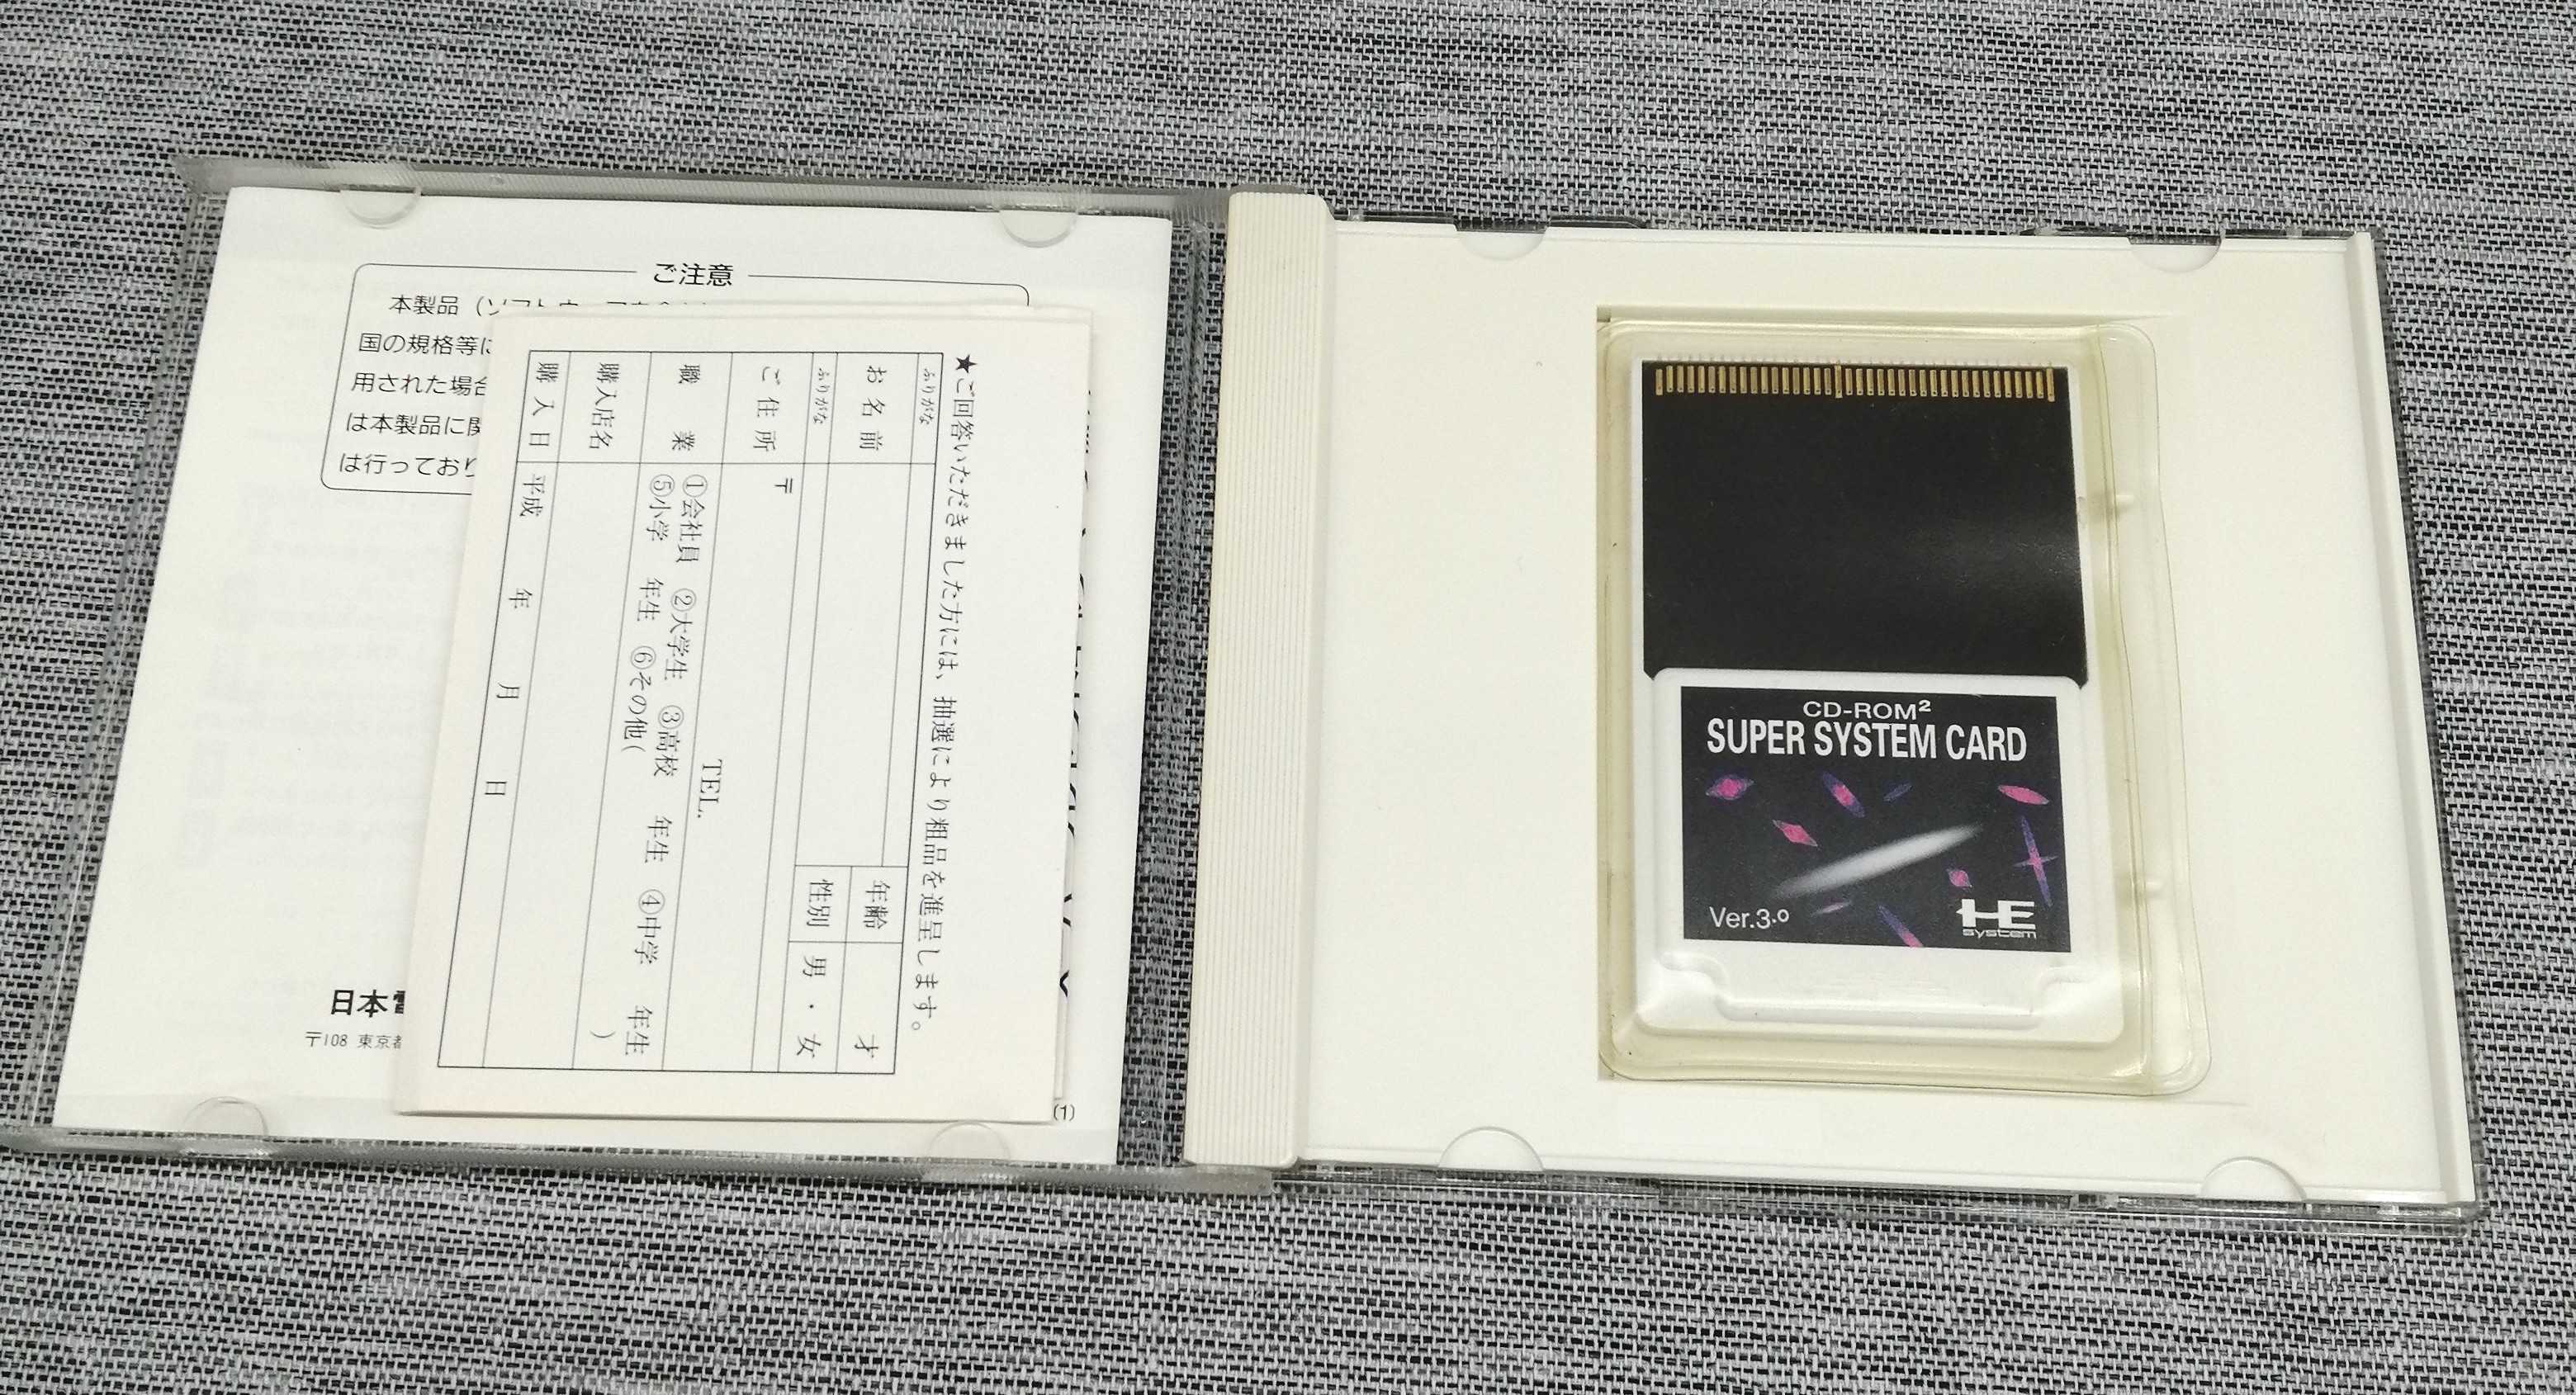 ご注意
本製品（ソフトウェア
国の規格等に
用された場合
は本製品に関
は行っており
日本電
〒108 東京都
★ご回答いただきました方には、抽選により粗品を進呈します。
ふりがな
お名前
年齢
才
ふりがな
性別
男・女
ご住所
〒
TEL.
職業
①会社員 ②大学生 ③高校 年生 ④中学 年生
⑤小学 年生 ⑥その他( )
購入店名
購入日
平成 年 月 日
(1)
CD-ROM²
SUPER SYSTEM CARD
Ver.3.0
HE
system